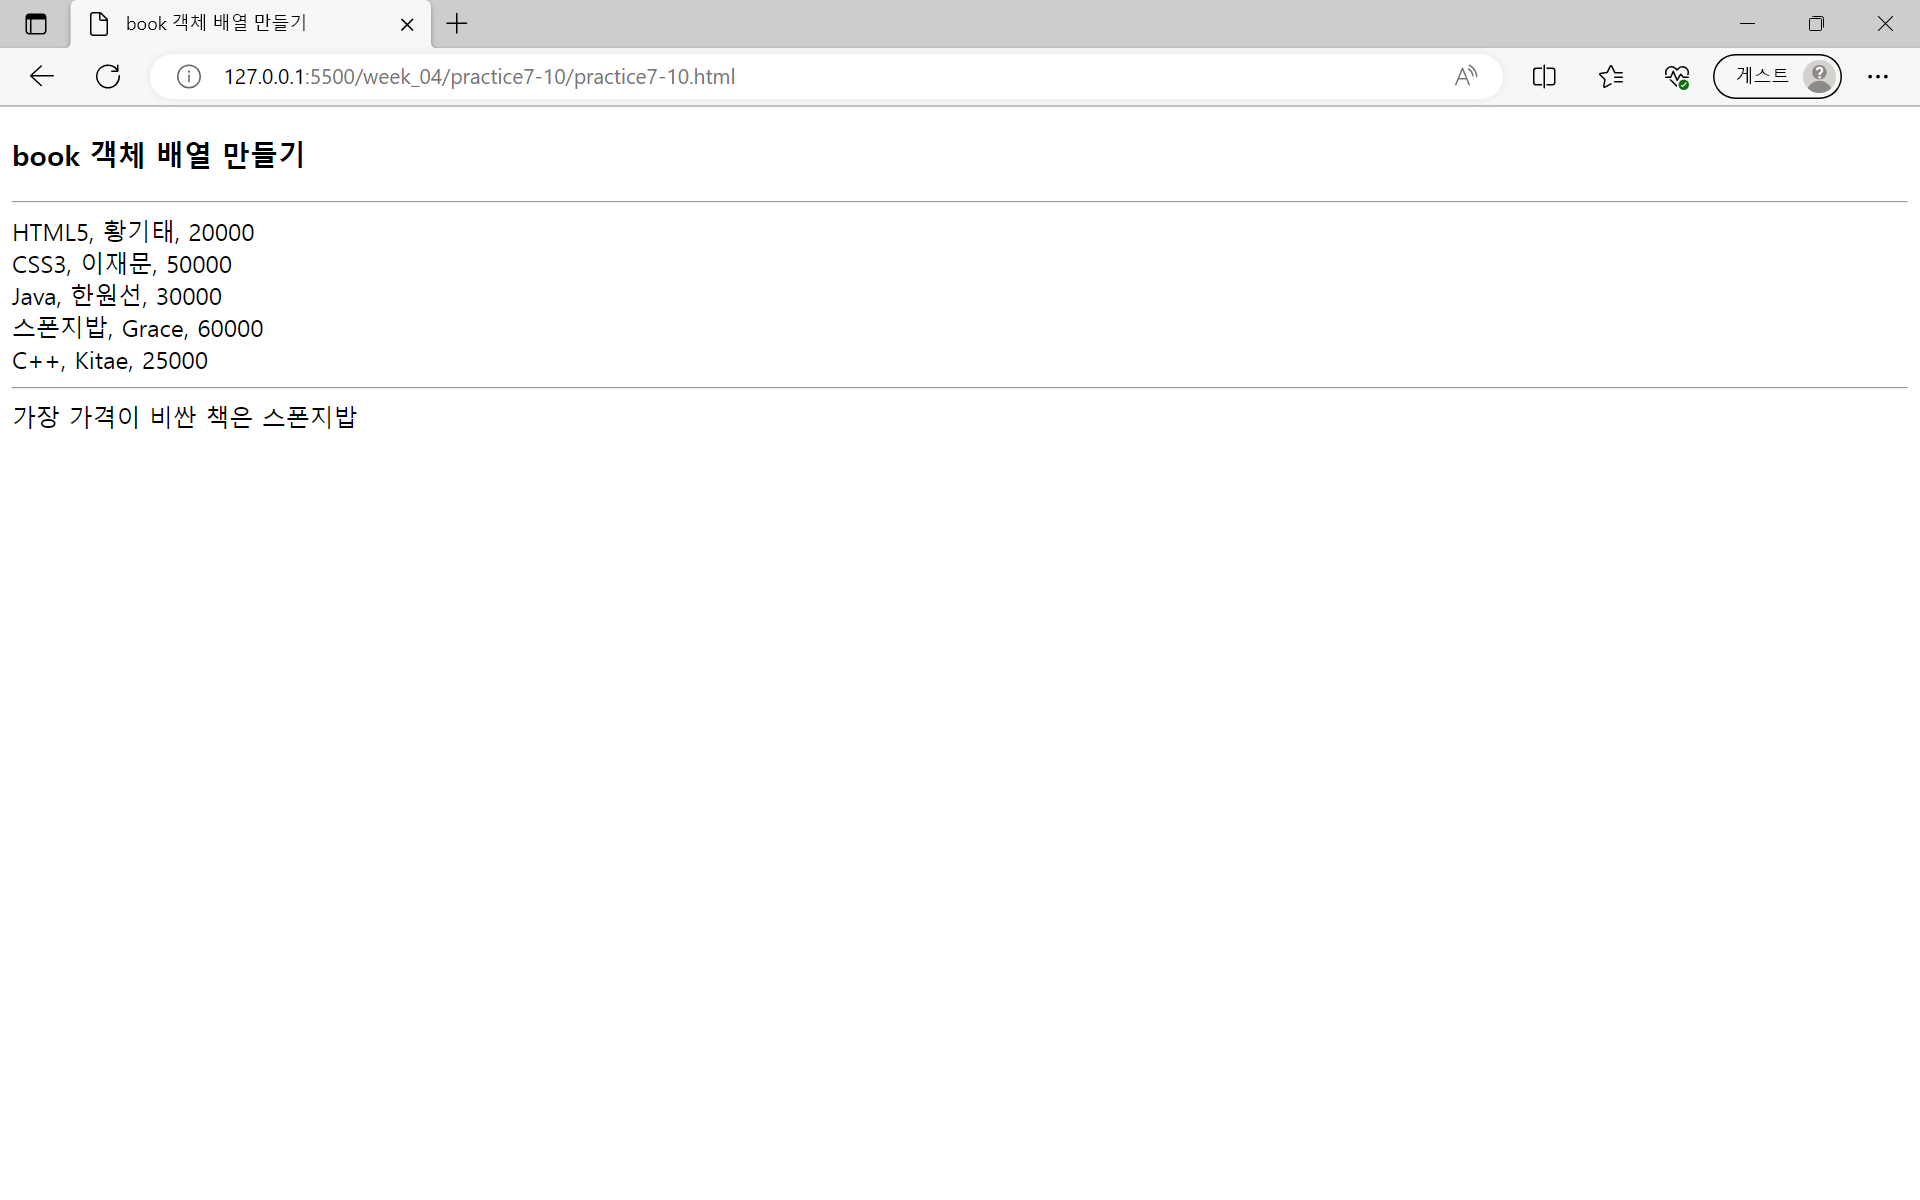 book 객체 배열 만들기
127.0.0.1:5500/week_04/practice7-10/practice7-10.html
게스트
book 객체 배열 만들기
HTML5, 황기태, 20000
CSS3, 이재문, 50000
Java, 한원선, 30000
스폰지밥, Grace, 60000
C++, Kitae, 25000
가장 가격이 비싼 책은 스폰지밥